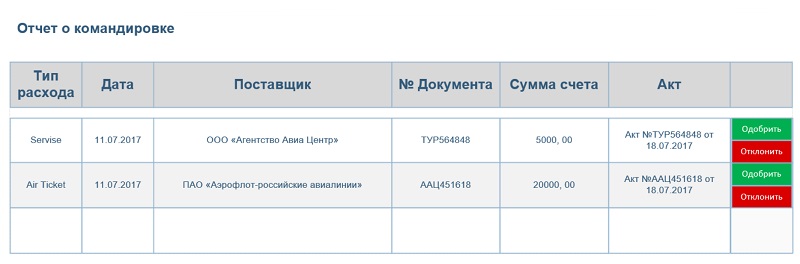 Отчет о командировке
Тип расхода Дата Поставщик № Документа Сумма счета Акт
Servise 11.07.2017 ООО «Агентство Авиа Центр» ТУР564848 5000, 00 Акт №ТУР564848 от 18.07.2017 Одобрить
Отклонить
Air Ticket 11.07.2017 ПАО «Аэрофлот-российские авиалинии» ААЦ451618 20000, 00 Акт №ААЦ451618 от 18.07.2017 Одобрить
Отклонить